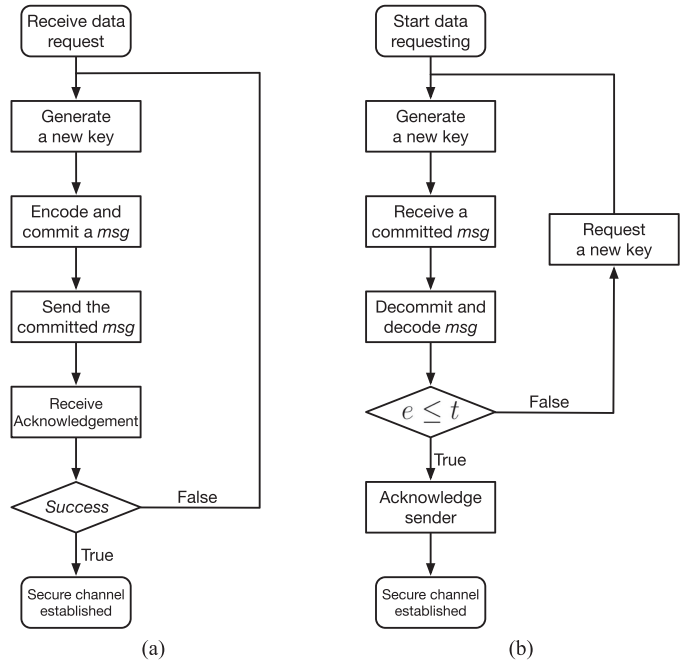 Receive data
request
Generate
a new key
Encode and
commit a msg
Send the
committed msg
Receive
Acknowledgement
Success
False
True
Secure channel
established
(a)
Start data
requesting
Generate
a new key
Receive a
committed msg
Request
a new key
Decommit and
decode msg
e ≤ t
False
True
Acknowledge
sender
Secure channel
established
(b)